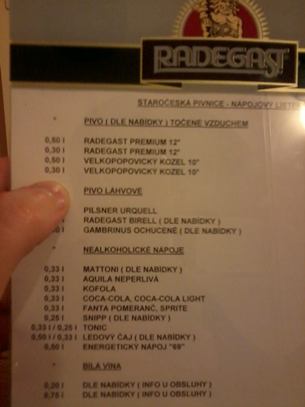 RADEGAST
STAROČESKÁ PIVNICE - NÁPOJOVÝ LÍSTEK
* PIVO ( DLE NABÍDKY ) TOČENÉ VZDUCHEM
0,50 l RADEGAST PREMIUM 12"
0,30 l RADEGAST PREMIUM 12"
0,50 l VELKOPOPOVICKÝ KOZEL 10"
0,30 l VELKOPOPOVICKÝ KOZEL 10"
* PIVO LÁHVOVÉ
PILSNER URQUELL
RADEGAST BIRELL ( DLE NABÍDKY )
l GAMBRINUS OCHUCENÉ ( DLE NABÍDKY )
* NEALKOHOLICKÉ NÁPOJE
0,33 l MATTONI ( DLE NABÍDKY )
0,33 l AQUILA NEPERLIVÁ
0,33 l KOFOLA
0,33 l COCA-COLA, COCA-COLA LIGHT
0,33 l FANTA POMERANČ, SPRITE
0,25 l SNIPP ( DLE NABÍDKY )
0,33 l / 0,25 l TONIC
0,50 l / 0,33 l LEDOVÝ ČAJ ( DLE NABÍDKY )
0,50 l ENERGETICKÝ NÁPOJ "69"
* BÍLÁ VÍNA
0,20 l DLE NABÍDKY ( INFO U OBSLUHY )
0,75 l DLE NABÍDKY ( INFO U OBSLUHY )